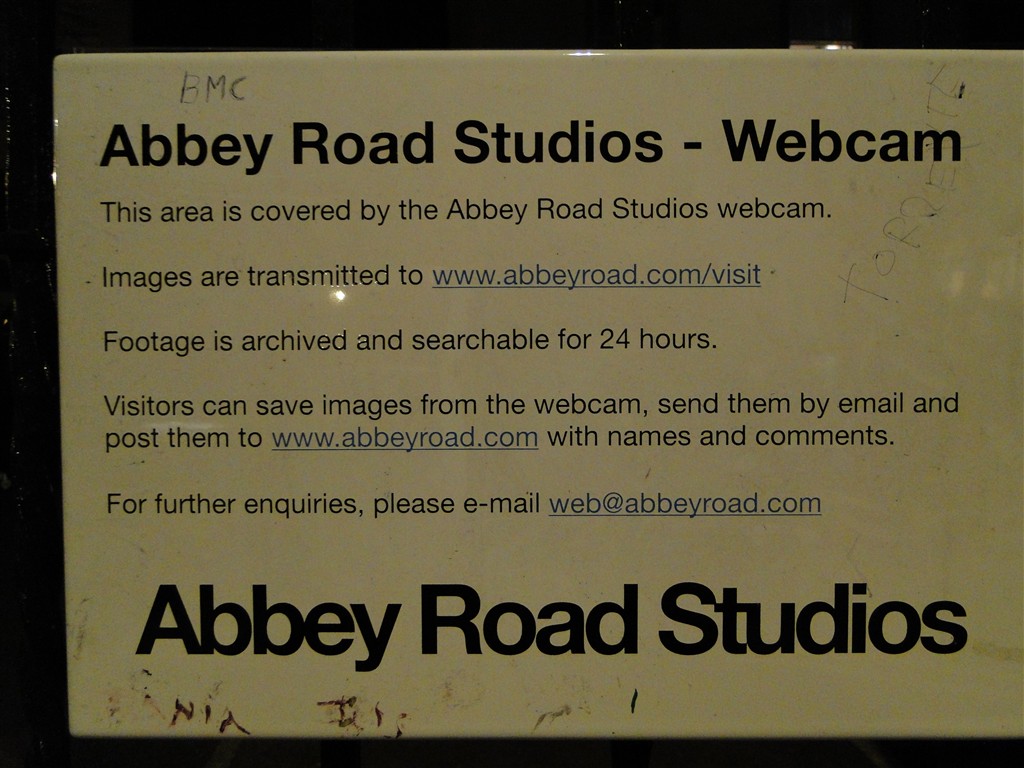 BMC
Abbey Road Studios - Webcam
This area is covered by the Abbey Road Studios webcam.
Images are transmitted to www.abbeyroad.com/visit
Footage is archived and searchable for 24 hours.
Visitors can save images from the webcam, send them by email and
post them to www.abbeyroad.com with names and comments.
For further enquiries, please e-mail web@abbeyroad.com
Abbey Road Studios